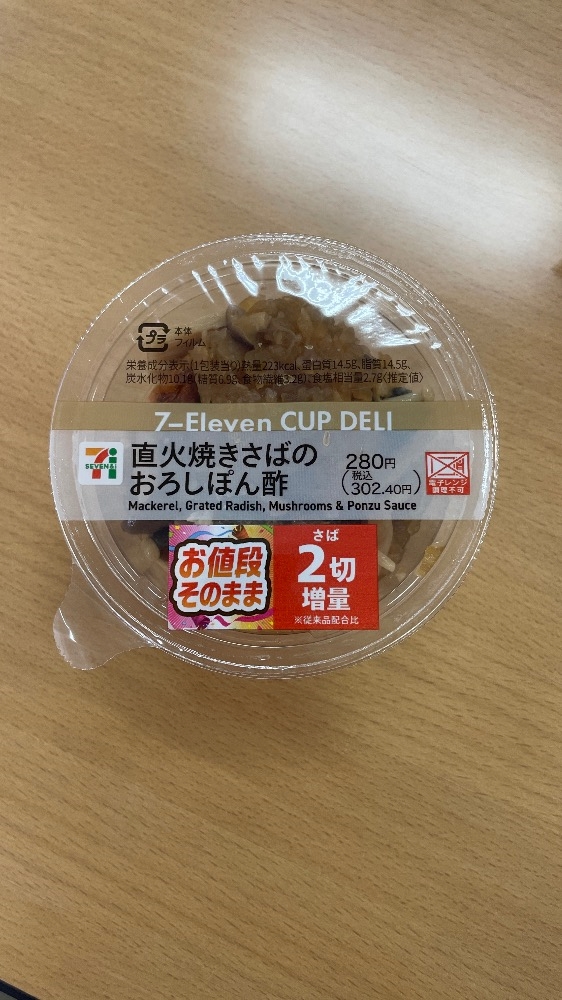 プラ
本体
フィルム
栄養成分表示(1包装当り)熱量223kcal、蛋白質14.5g、脂質14.5g、
炭水化物10.1g(糖質6.9g、食物繊維3.2g)、食塩相当量2.7g〈推定値〉
7-Eleven CUP DELI
7
SEVEN&i
直火焼きさばの
おろしぽん酢
280円
(税込
302.40円)
電子レンジ
調理不可
Mackerel, Grated Radish, Mushrooms & Ponzu Sauce
お値段
そのまま
さば
2切
増量
※従来品配合比